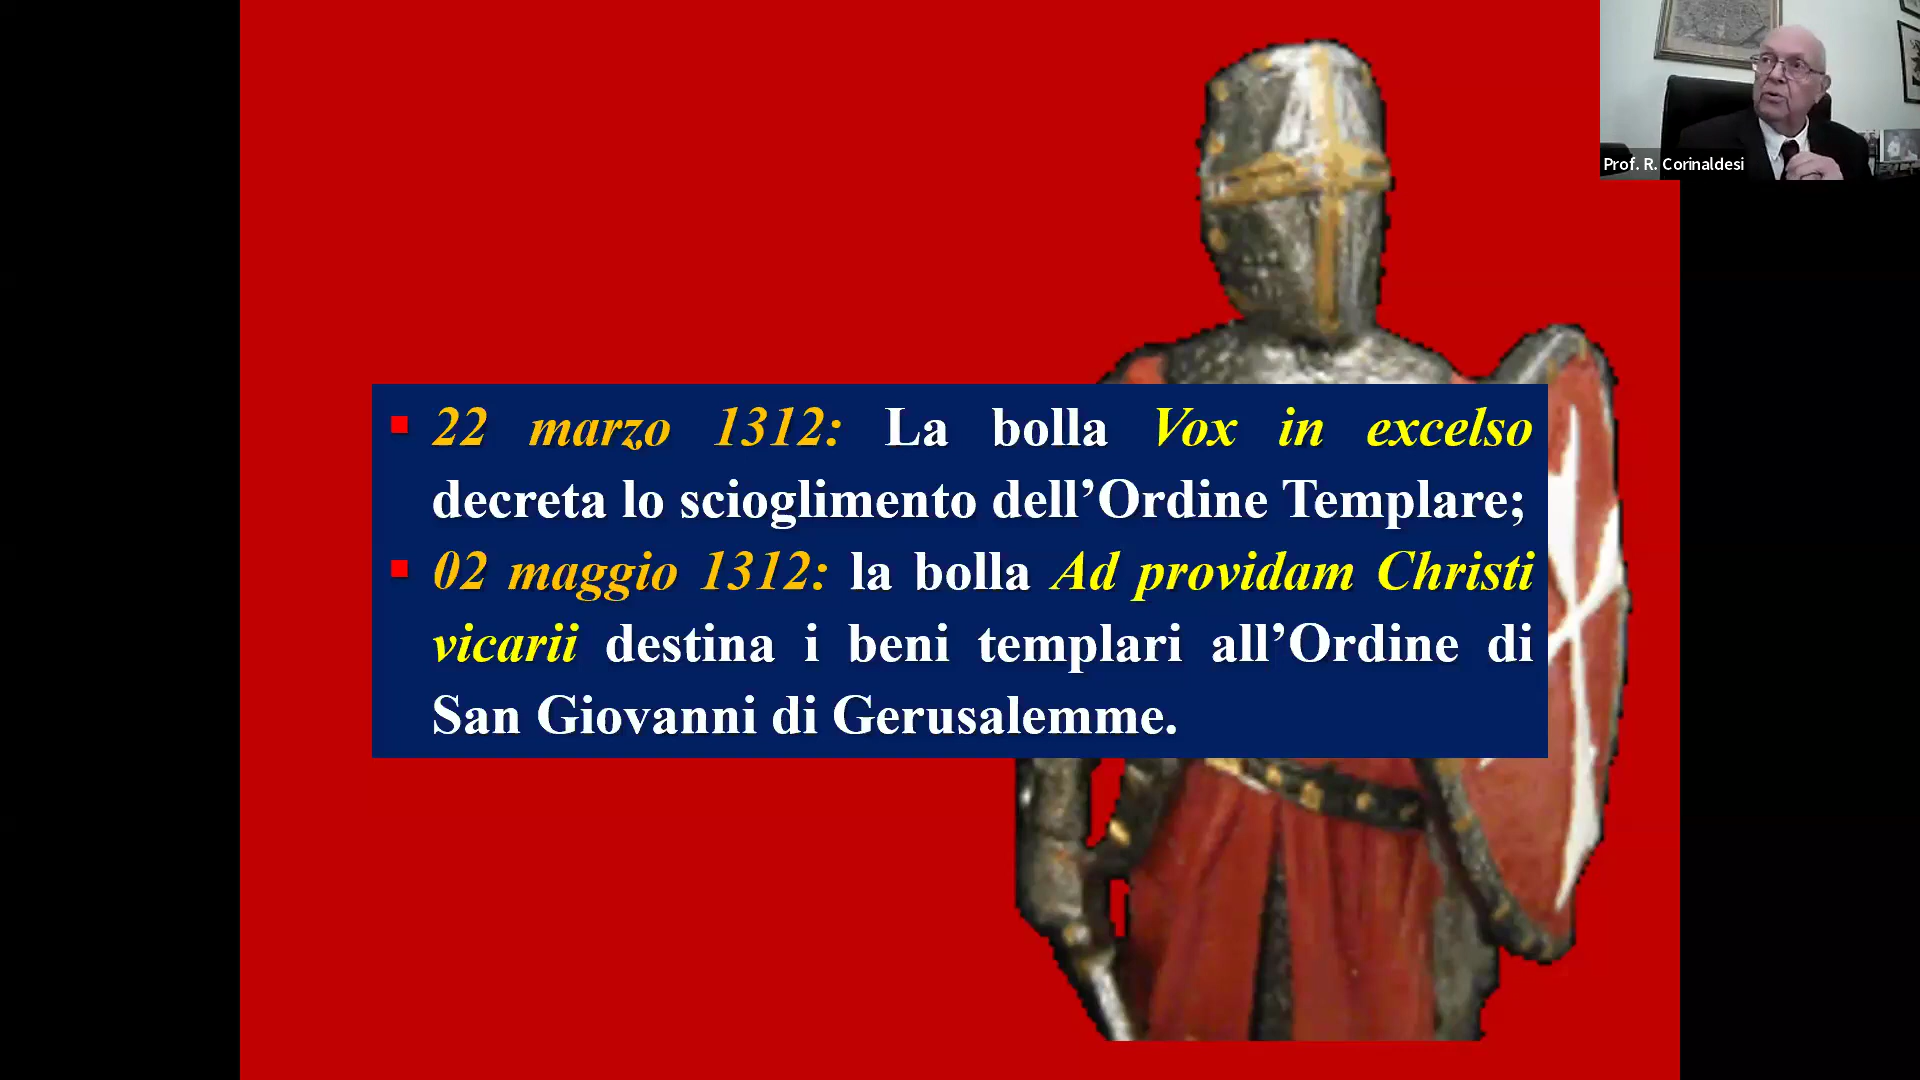 Prof. R. Corinaldesi
22 marzo 1312: La bolla Vox in excelso
decreta lo scioglimento dell’Ordine Templare;
02 maggio 1312: la bolla Ad providam Christi
vicarii destina i beni templari all’Ordine di
San Giovanni di Gerusalemme.